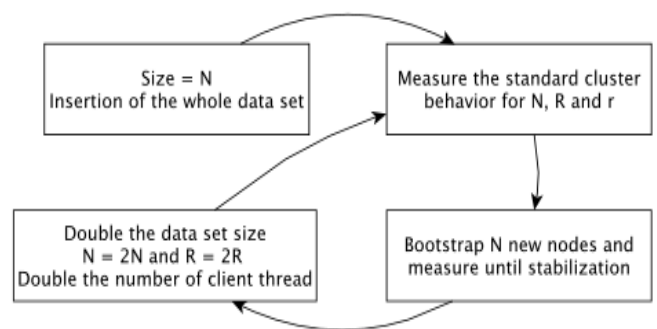 Size = N
Insertion of the whole data set
Measure the standard cluster
behavior for N, R and r
Double the data set size
N = 2N and R = 2R
Double the number of client thread
Bootstrap N new nodes and
measure until stabilization